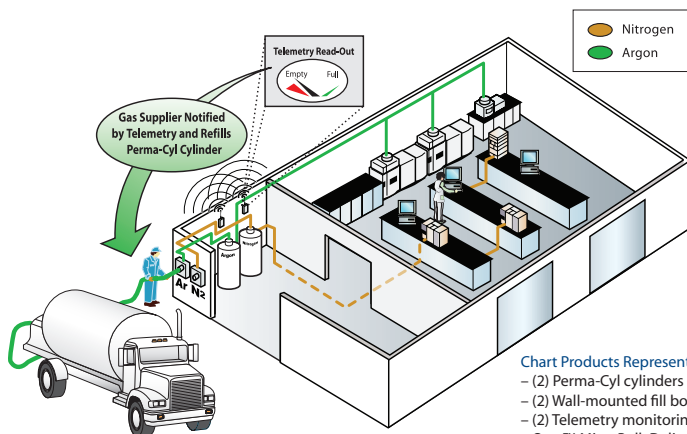 Nitrogen
Argon
Telemetry Read-Out
Empty Full
Gas Supplier Notified
by Telemetry and Refills
Perma-Cyl Cylinder
Argon
Nitrogen
Ar N2
Chart Products Represent
– (2) Perma-Cyl cylinders
– (2) Wall-mounted fill bo
– (2) Telemetry monitorin